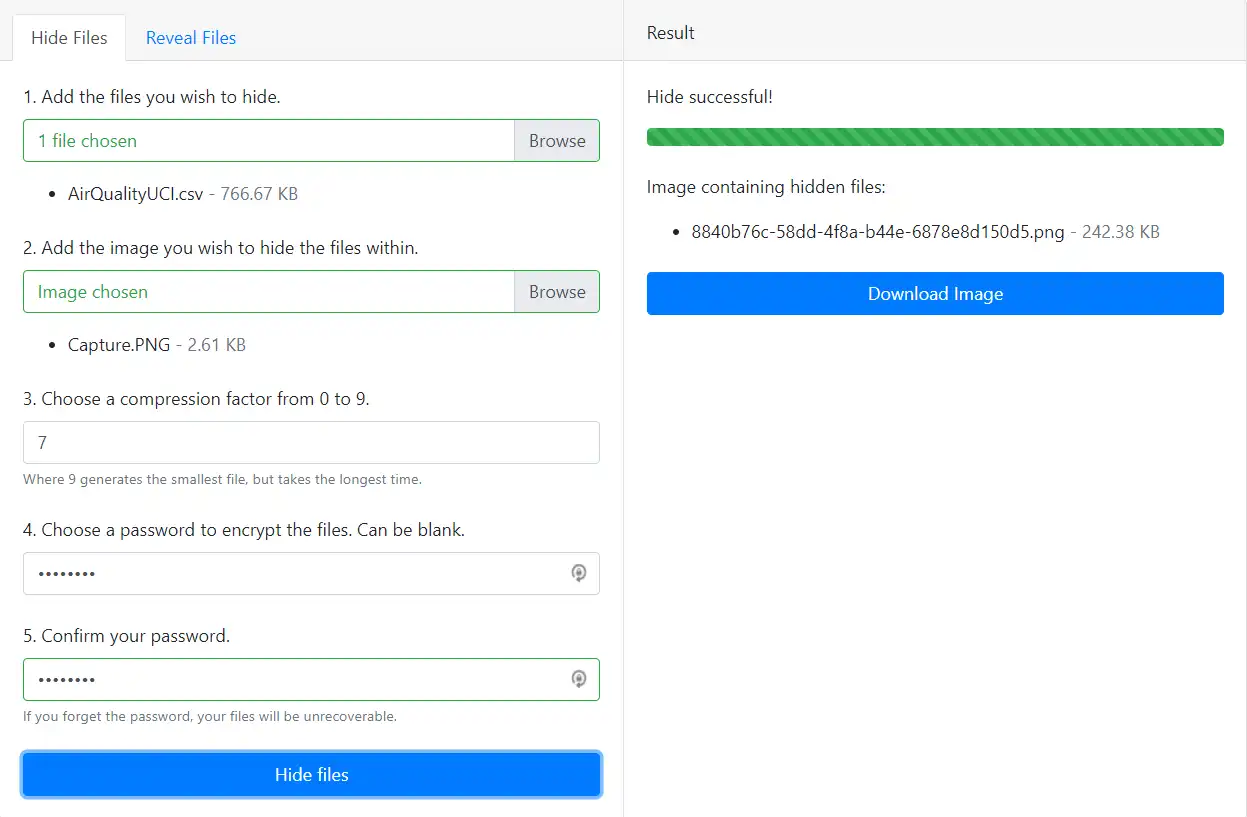 Hide Files
Reveal Files
1. Add the files you wish to hide.
1 file chosen
Browse
AirQualityUCI.csv - 766.67 KB
2. Add the image you wish to hide the files within.
Image chosen
Browse
Capture.PNG - 2.61 KB
3. Choose a compression factor from 0 to 9.
7
Where 9 generates the smallest file, but takes the longest time.
4. Choose a password to encrypt the files. Can be blank.
••••••••
5. Confirm your password.
••••••••
If you forget the password, your files will be unrecoverable.
Hide files
Result
Hide successful!
Image containing hidden files:
8840b76c-58dd-4f8a-b44e-6878e8d150d5.png - 242.38 KB
Download Image